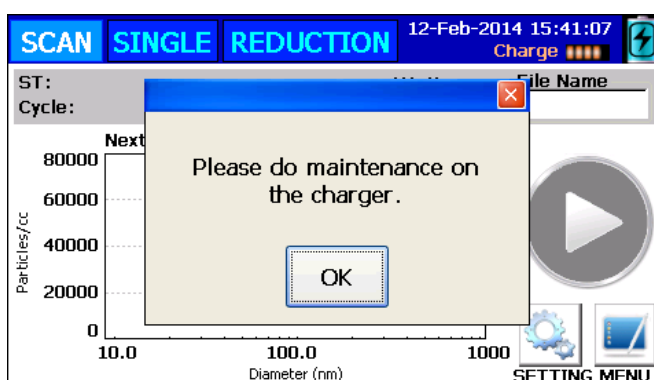 SCAN SINGLE REDUCTION 12-Feb-2014 15:41:07
Charge
ST:
File Name
Cycle:
Next
Please do maintenance on
the charger.
OK
Particles/cc
80000
60000
40000
20000
0
10.0 100.0 1000
Diameter (nm)
SETTING MENU